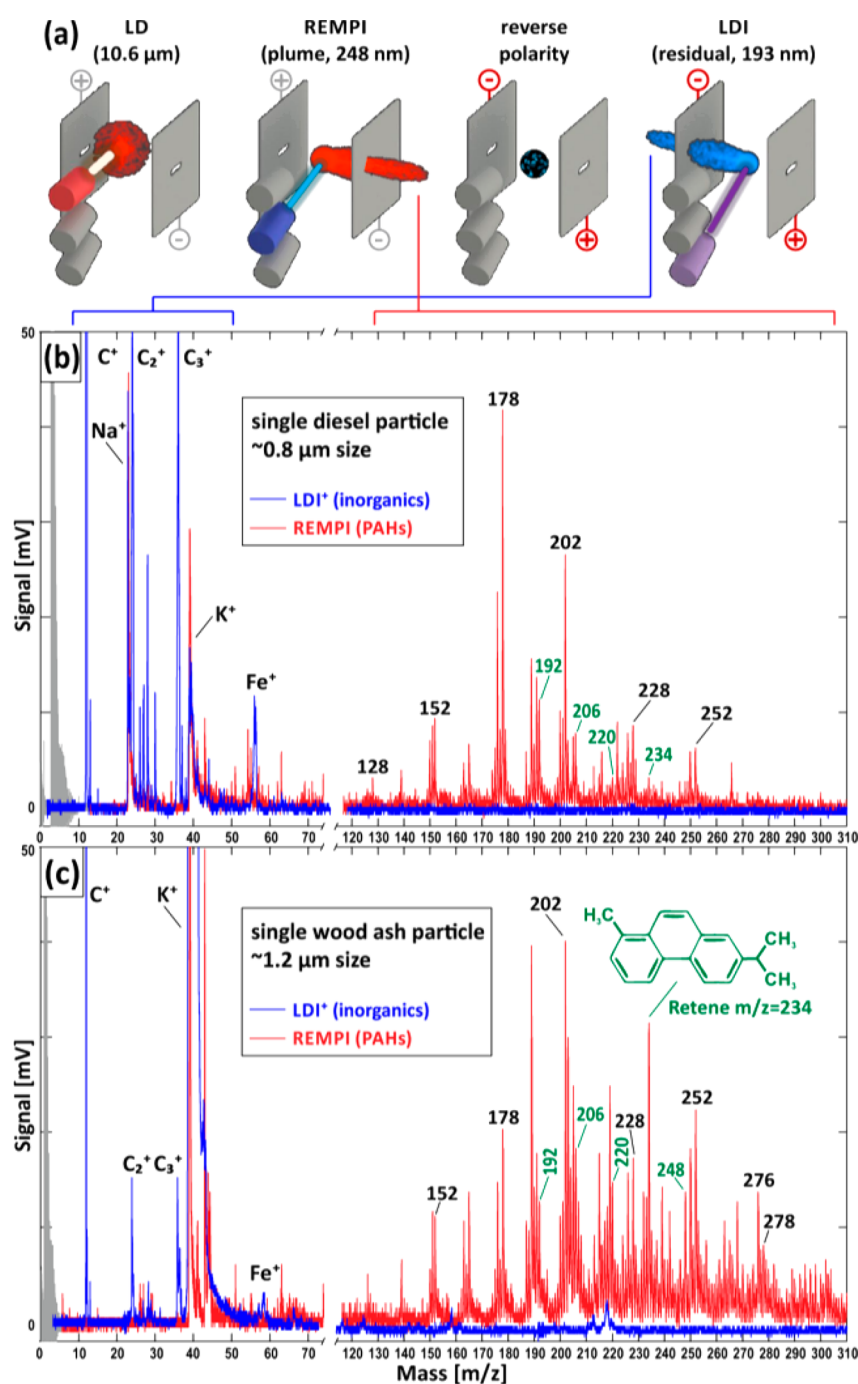 (a)
LD
(10.6 µm)
REMPI
(plume, 248 nm)
reverse
polarity
LDI
(residual, 193 nm)
+
-
+
-
-
+
-
+
50
(b)
C⁺
C₂⁺
C₃⁺
Na⁺
K⁺
Fe⁺
single diesel particle
~0.8 µm size
LDI⁺ (inorganics)
REMPI (PAHs)
178
202
192
206
152
128
220
228
234
252
Signal [mV]
0
0 10 20 30 40 50 60 70 120 130 140 150 160 170 180 190 200 210 220 230 240 250 260 270 280 290 300 310
50
(c)
C⁺
K⁺
C₂⁺ C₃⁺
Fe⁺
single wood ash particle
~1.2 µm size
LDI⁺ (inorganics)
REMPI (PAHs)
202
H₃C
CH₃
CH₃
Retene m/z=234
178
206
192
152
220
228
248
252
276
278
Signal [mV]
0
0 10 20 30 40 50 60 70 120 130 140 150 160 170 180 190 200 210 220 230 240 250 260 270 280 290 300 310
Mass [m/z]